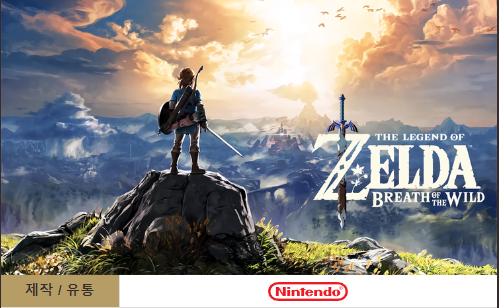 THE LEGEND OF
ZELDA
BREATH OF THE WILD
제작 / 유통
Nintendo